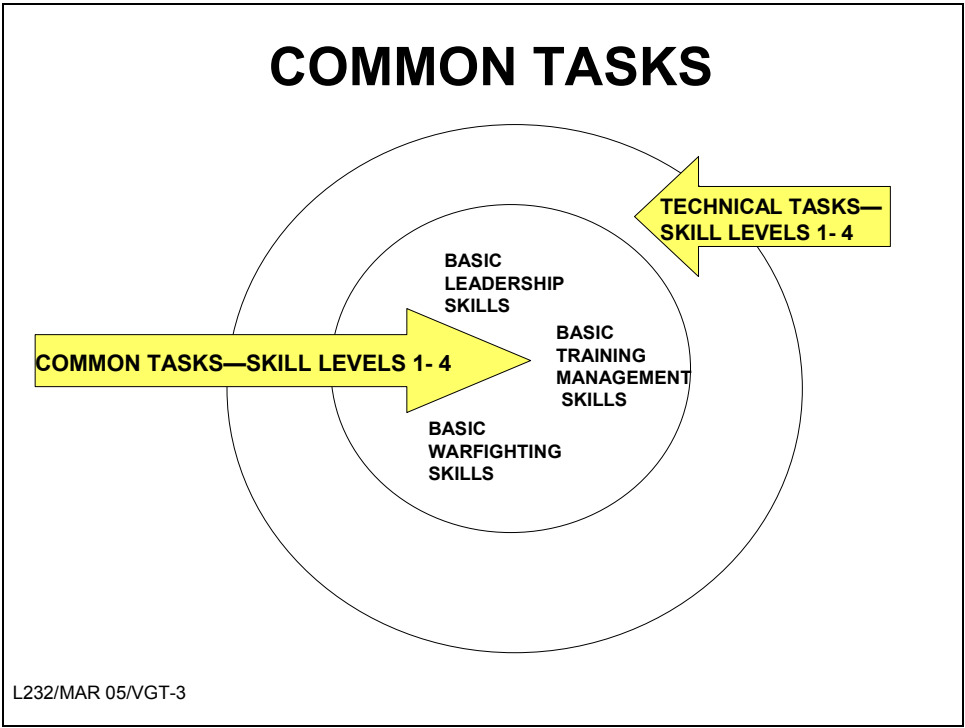 COMMON TASKS
TECHNICAL TASKS—
SKILL LEVELS 1- 4
BASIC
LEADERSHIP
SKILLS
BASIC
TRAINING
MANAGEMENT
SKILLS
COMMON TASKS—SKILL LEVELS 1- 4
BASIC
WARFIGHTING
SKILLS
L232/MAR 05/VGT-3